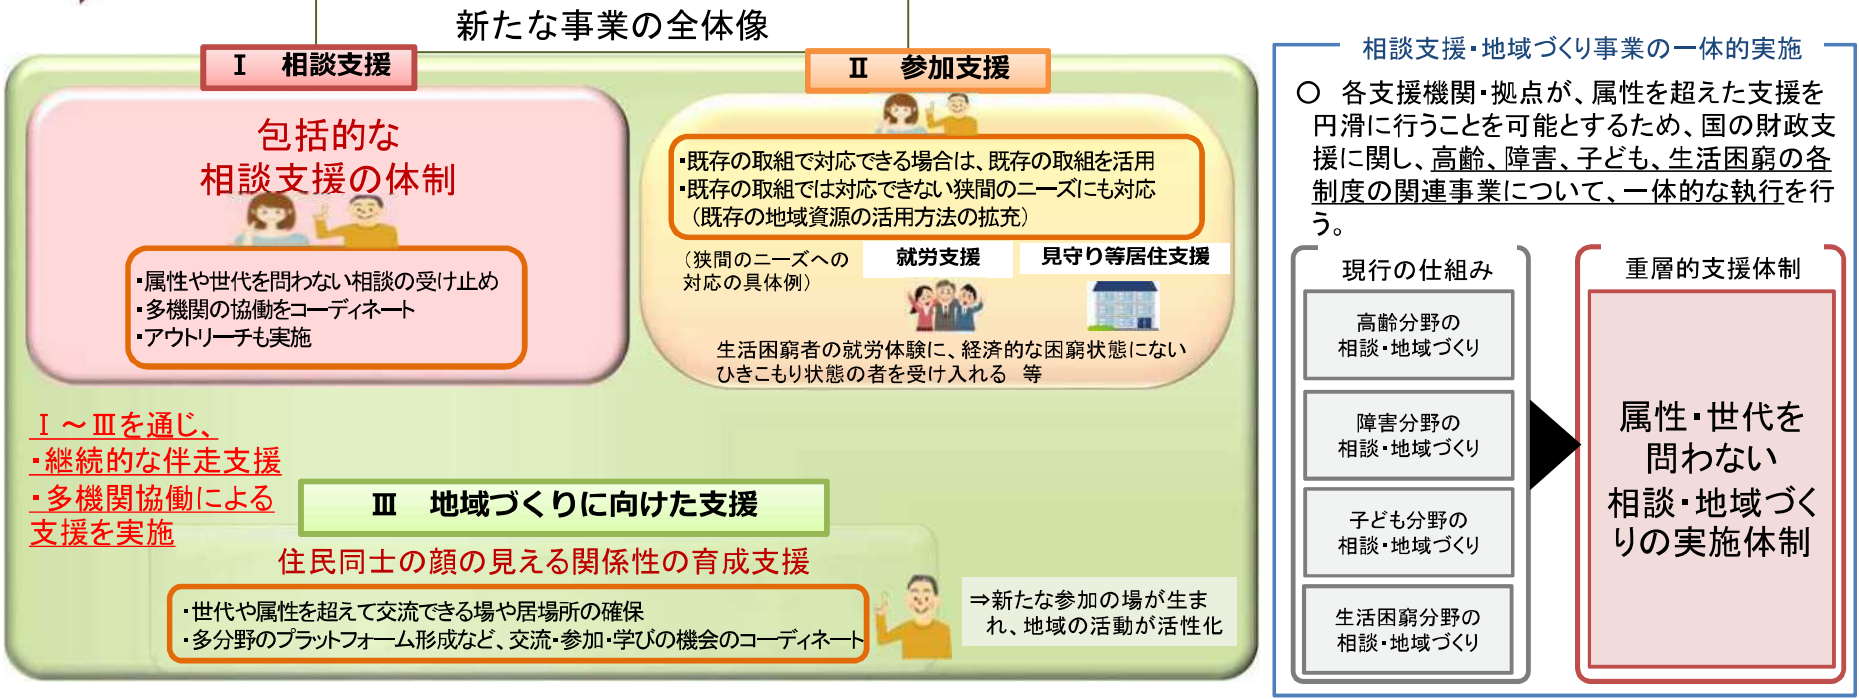 新たな事業の全体像
Ⅰ 相談支援
包括的な
相談支援の体制
・属性や世代を問わない相談の受け止め
・多機関の協働をコーディネート
・アウトリーチも実施
Ⅱ 参加支援
・既存の取組で対応できる場合は、既存の取組を活用
・既存の取組では対応できない狭間のニーズにも対応
（既存の地域資源の活用方法の拡充）
（狭間のニーズへの
対応の具体例）
就労支援
見守り等居住支援
生活困窮者の就労体験に、経済的な困窮状態にない
ひきこもり状態の者を受け入れる 等
Ⅰ～Ⅲを通じ、
・継続的な伴走支援
・多機関協働による
支援を実施
Ⅲ 地域づくりに向けた支援
住民同士の顔の見える関係性の育成支援
・世代や属性を超えて交流できる場や居場所の確保
・多分野のプラットフォーム形成など、交流・参加・学びの機会のコーディネート
⇒新たな参加の場が生ま
れ、地域の活動が活性化
相談支援・地域づくり事業の一体的実施
○ 各支援機関・拠点が、属性を超えた支援を
円滑に行うことを可能とするため、国の財政支
援に関し、高齢、障害、子ども、生活困窮の各
制度の関連事業について、一体的な執行を行
う。
現行の仕組み
高齢分野の
相談・地域づくり
障害分野の
相談・地域づくり
子ども分野の
相談・地域づくり
生活困窮分野の
相談・地域づくり
重層的支援体制
属性・世代を
問わない
相談・地域づく
りの実施体制